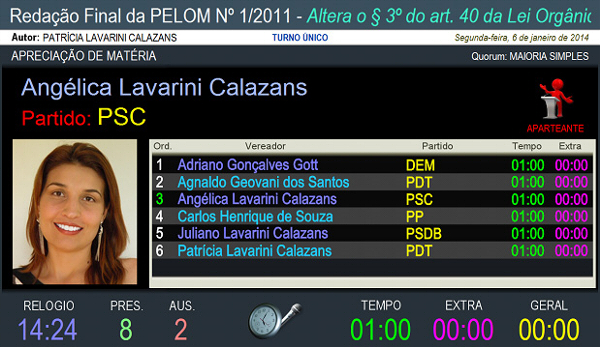 Redação Final da PELOM Nº 1/2011 - Altera o § 3º do art. 40 da Lei Orgânic
Autor: PATRÍCIA LAVARINI CALAZANS TURNO ÚNICO Segunda-feira, 6 de janeiro de 2014
APRECIAÇÃO DE MATÉRIA Quorum: MAIORIA SIMPLES
Angélica Lavarini Calazans
Partido: PSC
APARTEANTE
Ord. Vereador Partido Tempo Extra
1 Adriano Gonçalves Gott DEM 01:00 00:00
2 Agnaldo Geovani dos Santos PDT 01:00 00:00
3 Angélica Lavarini Calazans PSC 01:00 00:00
4 Carlos Henrique de Souza PP 01:00 00:00
5 Juliano Lavarini Calazans PSDB 01:00 00:00
6 Patrícia Lavarini Calazans PDT 01:00 00:00
RELOGIO PRES. AUS. TEMPO EXTRA GERAL
14:24 8 2 01:00 00:00 00:00